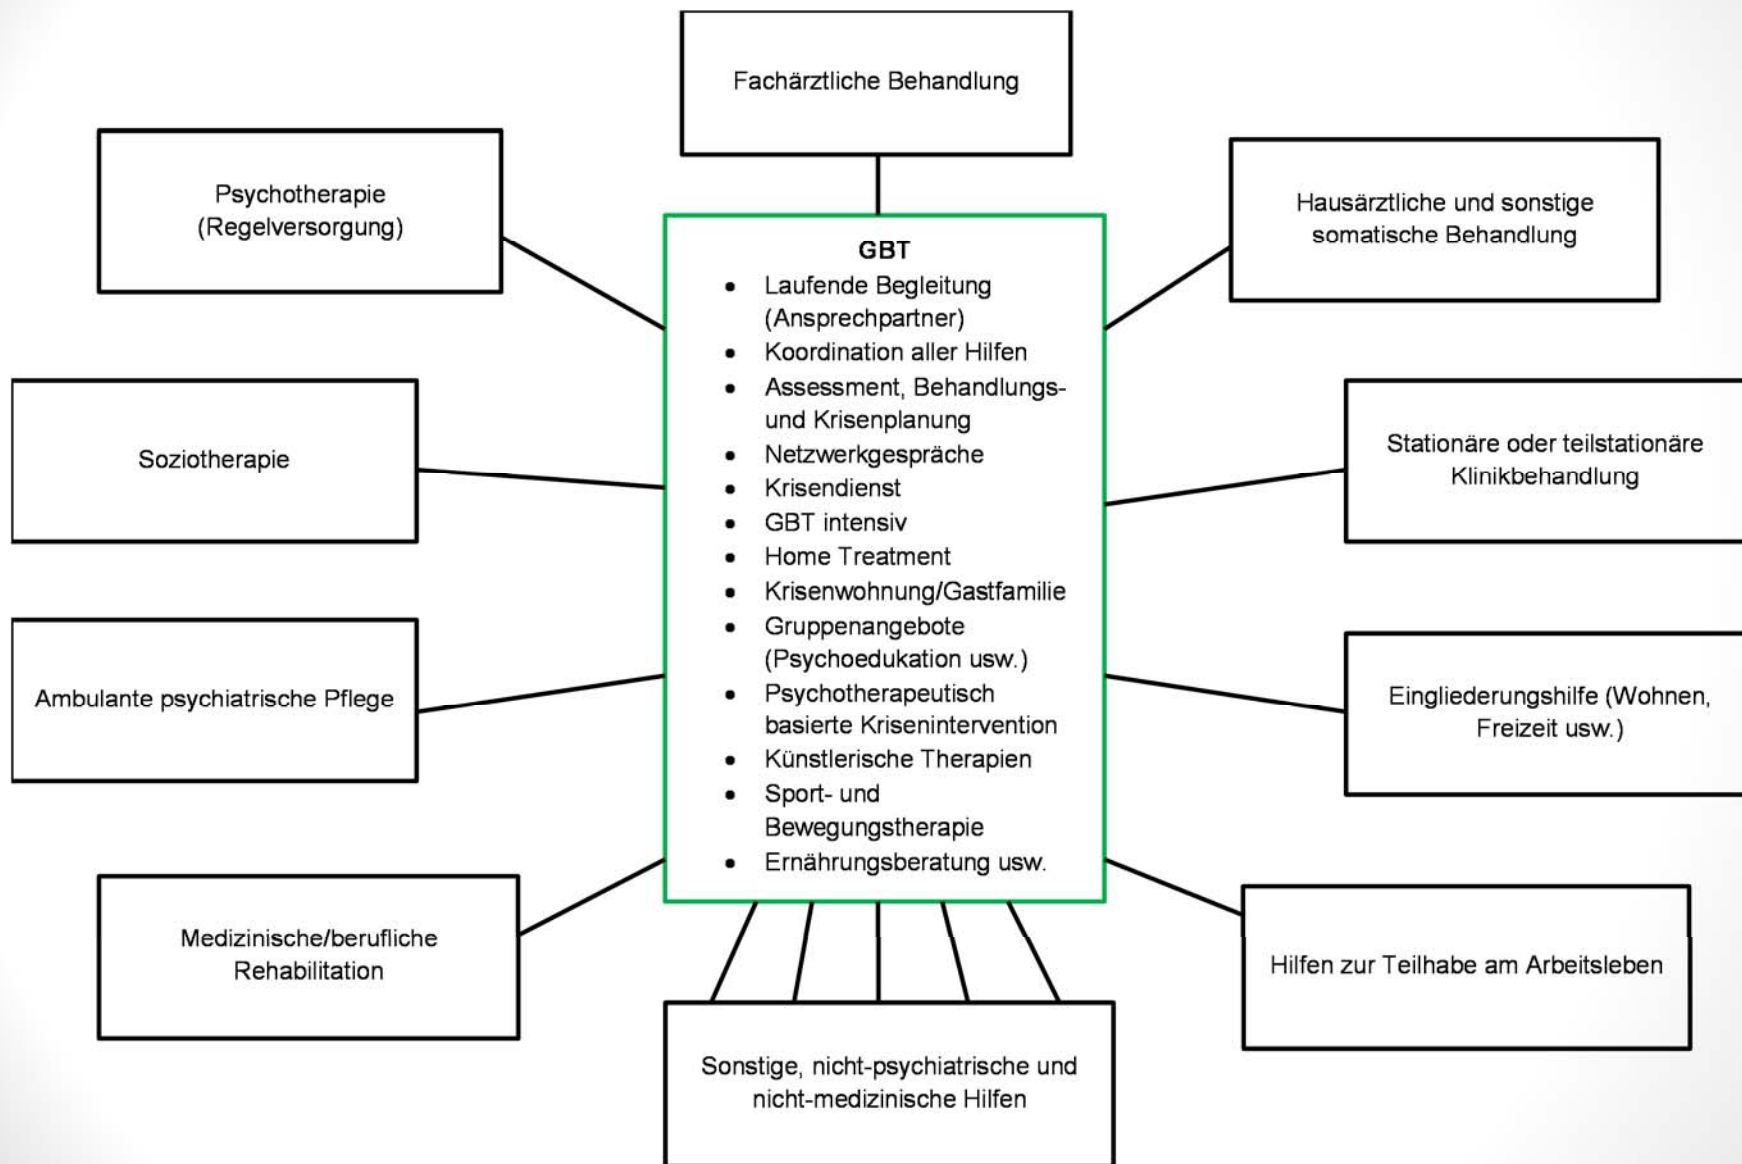 Fachärztliche Behandlung
Psychotherapie
(Regelversorgung)
Hausärztliche und sonstige
somatische Behandlung
GBT
• Laufende Begleitung
(Ansprechpartner)
• Koordination aller Hilfen
• Assessment, Behandlungs-
und Krisenplanung
• Netzwerkgespräche
• Krisendienst
• GBT intensiv
• Home Treatment
• Krisenwohnung/Gastfamilie
• Gruppenangebote
(Psychoedukation usw.)
• Psychotherapeutisch
basierte Krisenintervention
• Künstlerische Therapien
• Sport- und
Bewegungstherapie
• Ernährungsberatung usw.
Soziotherapie
Stationäre oder teilstationäre
Klinikbehandlung
Ambulante psychiatrische Pflege
Eingliederungshilfe (Wohnen,
Freizeit usw.)
Medizinische/berufliche
Rehabilitation
Hilfen zur Teilhabe am Arbeitsleben
Sonstige, nicht-psychiatrische und
nicht-medizinische Hilfen